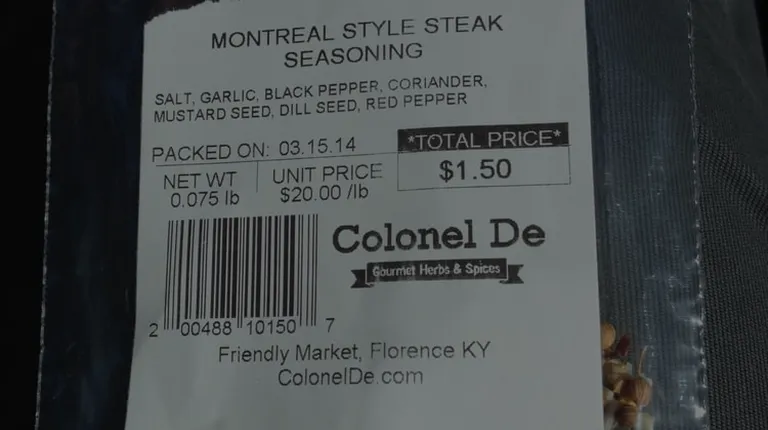 MONTREAL STYLE STEAK
SEASONING
SALT, GARLIC, BLACK PEPPER, CORIANDER,
MUSTARD SEED, DILL SEED, RED PEPPER
PACKED ON: 03.15.14
*TOTAL PRICE*
NET WT
UNIT PRICE
$1.50
0.075 lb
$20.00 /lb
Colonel De
Gourmet Herbs & Spices
2 00488 10150 7
Friendly Market, Florence KY
ColonelDe.com